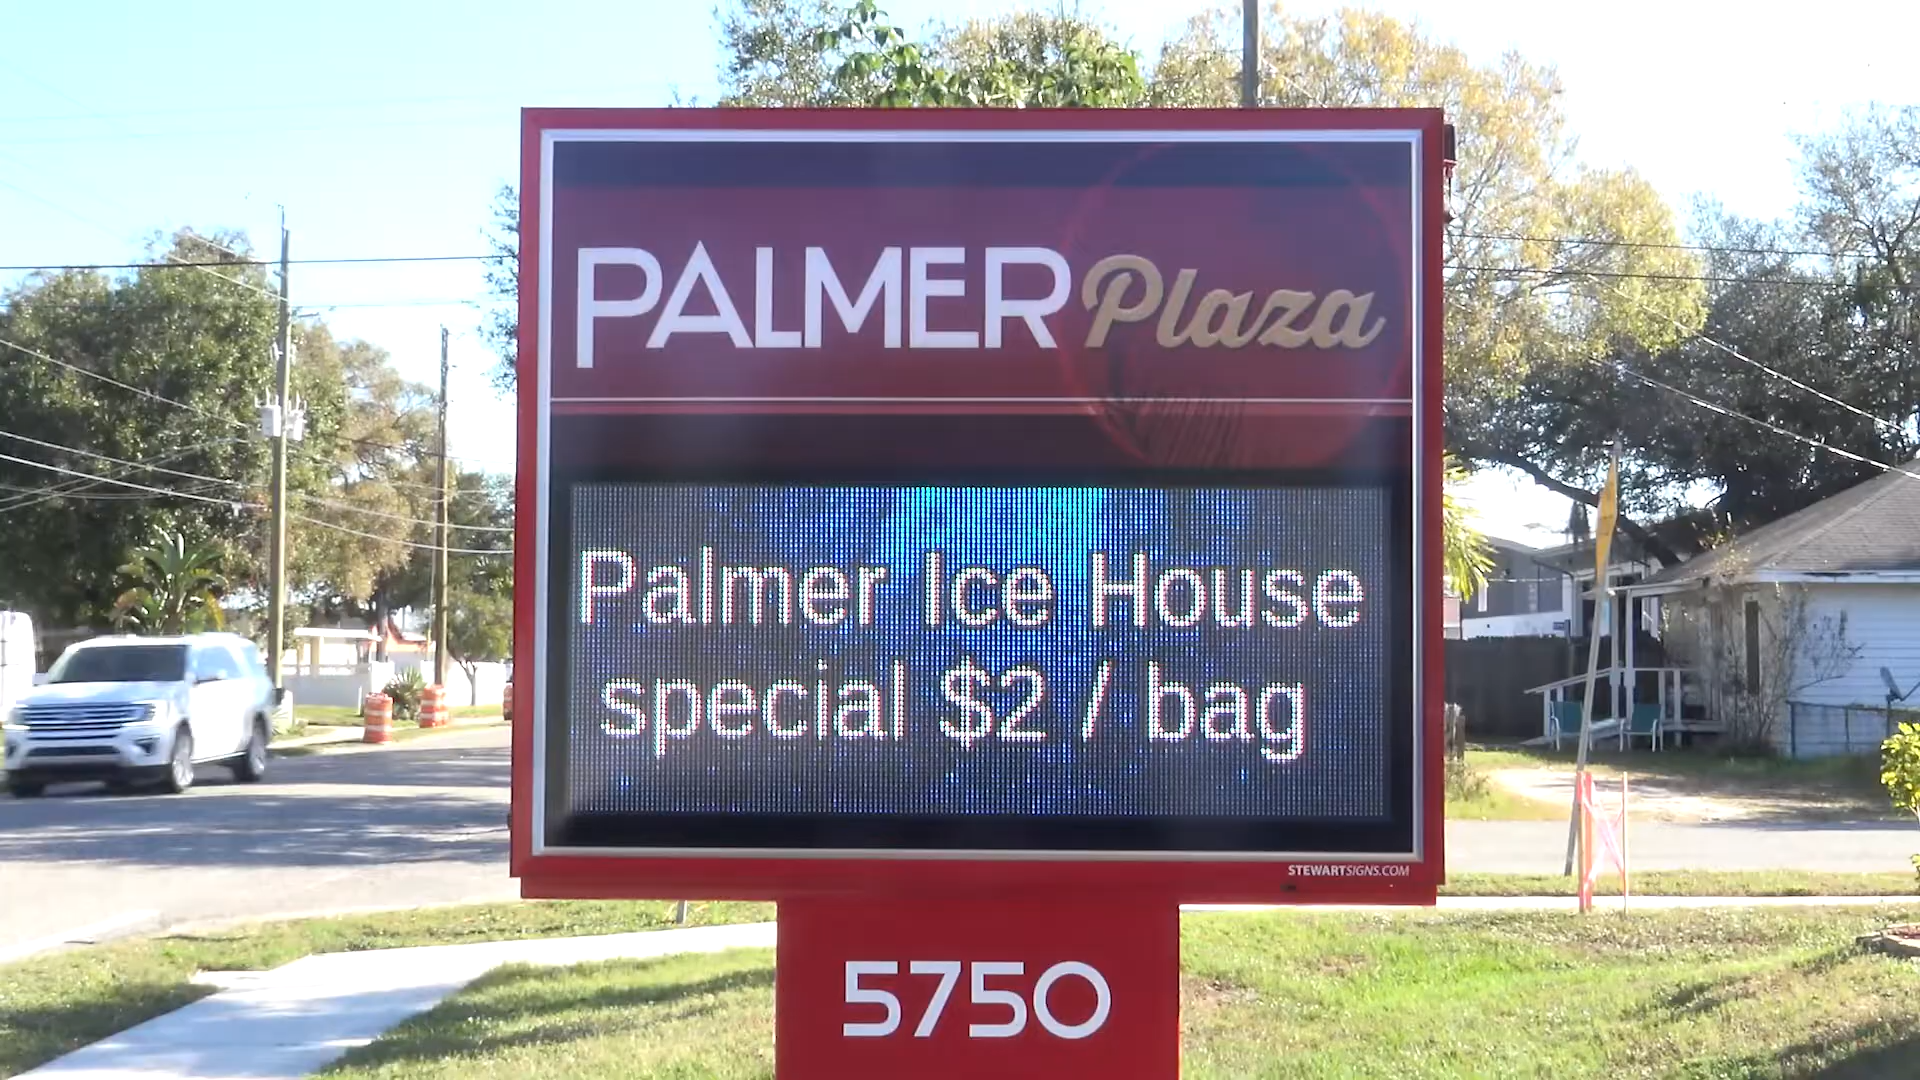 PALMER Plaza
Palmer Ice House
special $2 / bag
STEWARTSIGNS.COM
5750